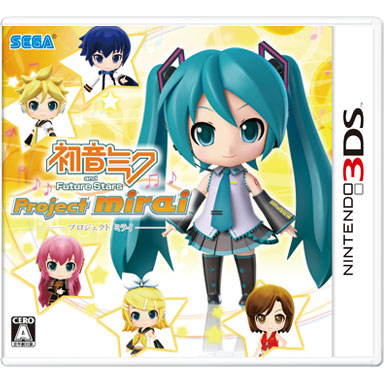 SEGA
初音ミク
and
Future Stars
Project mirai
プロジェクト ミライ
NINTENDO 3DS
CERO
A